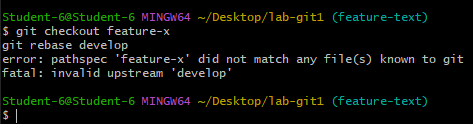 Student-6@Student-6 MINGW64 ~/Desktop/lab-git1 (feature-text)
$ git checkout feature-x
git rebase develop
error: pathspec 'feature-x' did not match any file(s) known to git
fatal: invalid upstream 'develop'
Student-6@Student-6 MINGW64 ~/Desktop/lab-git1 (feature-text)
$